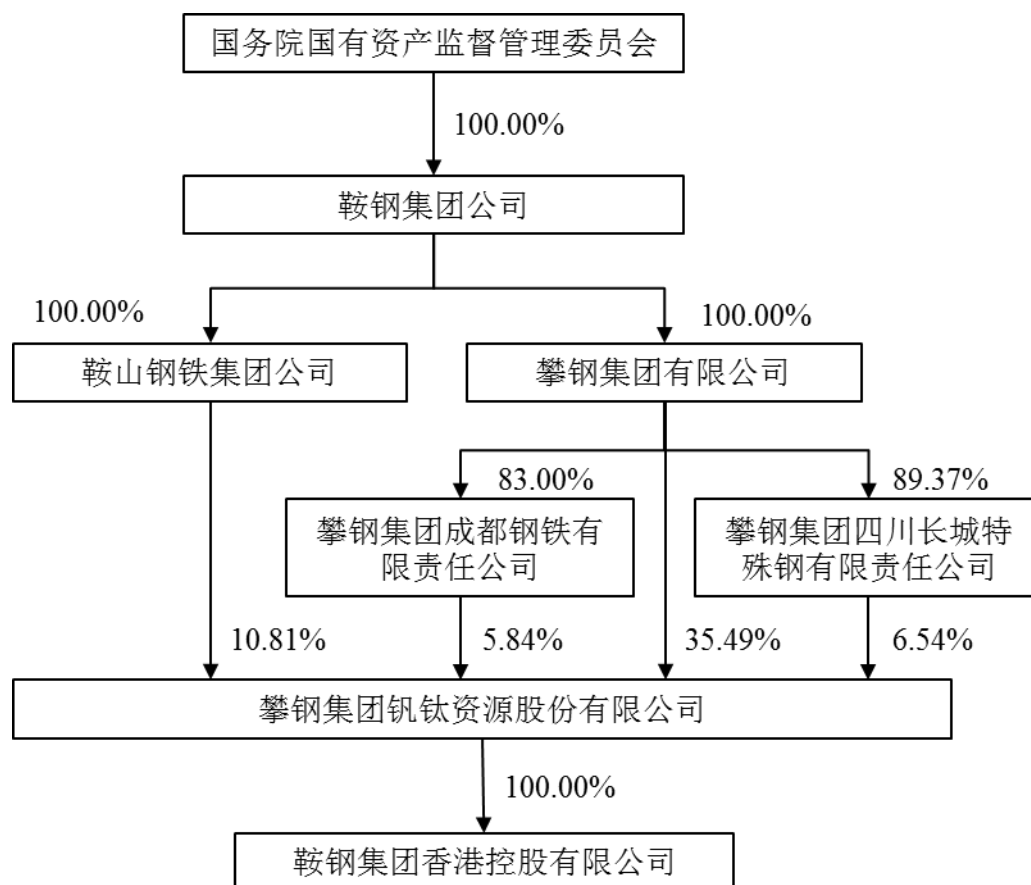 国务院国有资产监督管理委员会
100.00%
鞍钢集团公司
100.00%
100.00%
鞍山钢铁集团公司
攀钢集团有限公司
83.00%
89.37%
攀钢集团成都钢铁有
限责任公司
攀钢集团四川长城特
殊钢有限责任公司
10.81%
5.84%
35.49%
6.54%
攀钢集团钒钛资源股份有限公司
100.00%
鞍钢集团香港控股有限公司